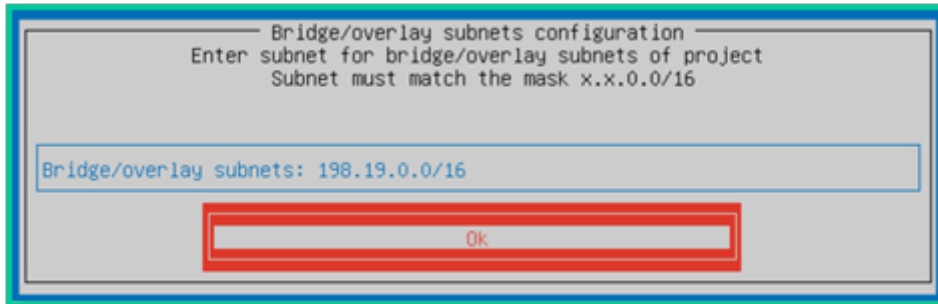 Bridge/overlay subnets configuration
Enter subnet for bridge/overlay subnets of project
Subnet must match the mask x.x.0.0/16
Bridge/overlay subnets: 198.19.0.0/16
Ok